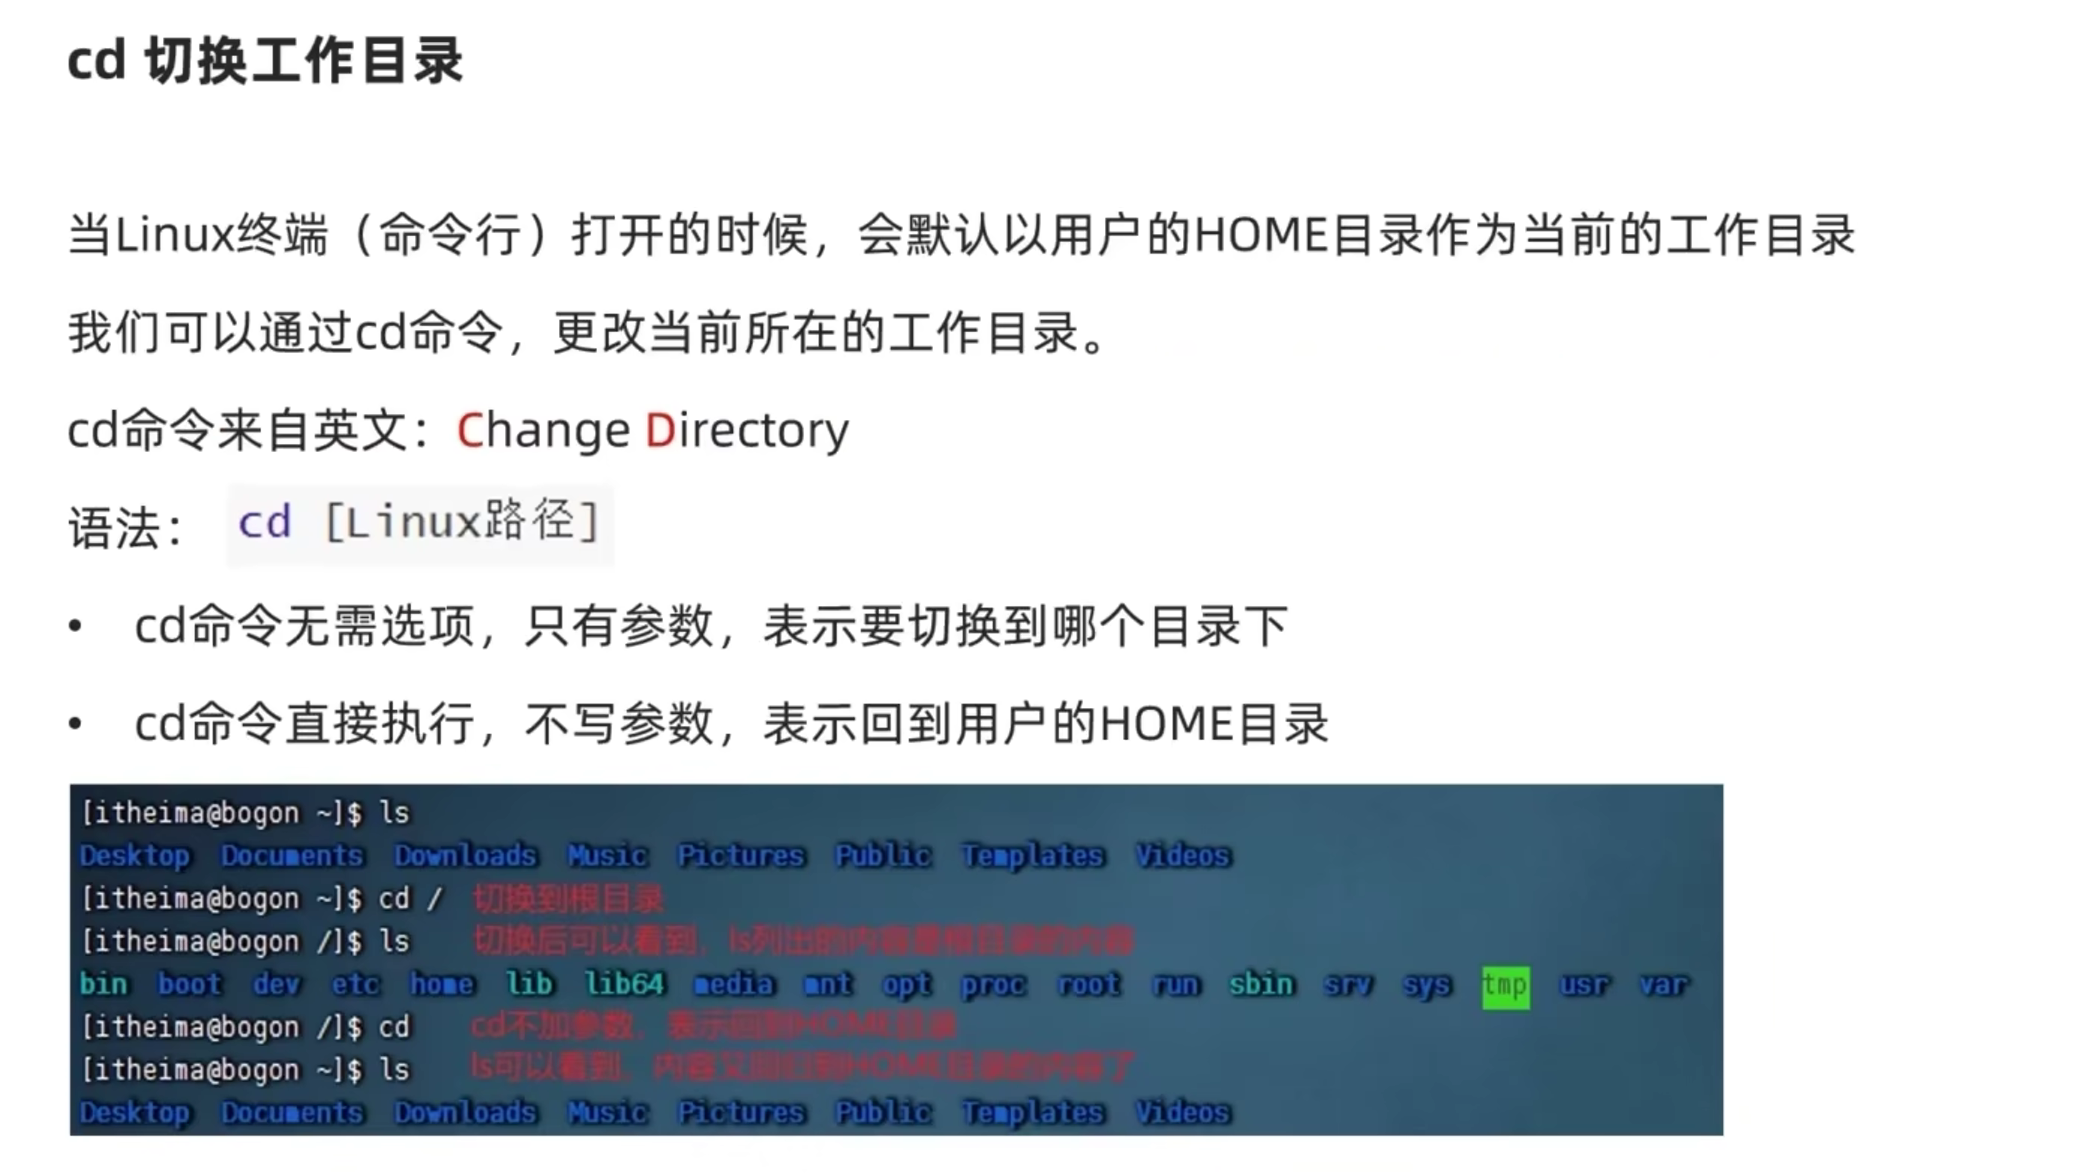 cd 切换工作目录
当Linux终端（命令行）打开的时候，会默认以用户的HOME目录作为当前的工作目录
我们可以通过cd命令，更改当前所在的工作目录。
cd命令来自英文：Change Directory
语法： cd [Linux路径]
• cd命令无需选项，只有参数，表示要切换到哪个目录下
• cd命令直接执行，不写参数，表示回到用户的HOME目录
[itheima@bogon ~]$ ls
Desktop Documents Downloads Music Pictures Public Templates Videos
[itheima@bogon ~]$ cd / 切换到根目录
[itheima@bogon /]$ ls 切换后可以看到，ls列出的内容是根目录的内容
bin boot dev etc home lib lib64 media mnt opt proc root run sbin srv sys tmp usr var
[itheima@bogon /]$ cd cd不加参数，表示回到HOME目录
[itheima@bogon ~]$ ls ls可以看到，内容又回归到HOME目录的内容了
Desktop Documents Downloads Music Pictures Public Templates Videos